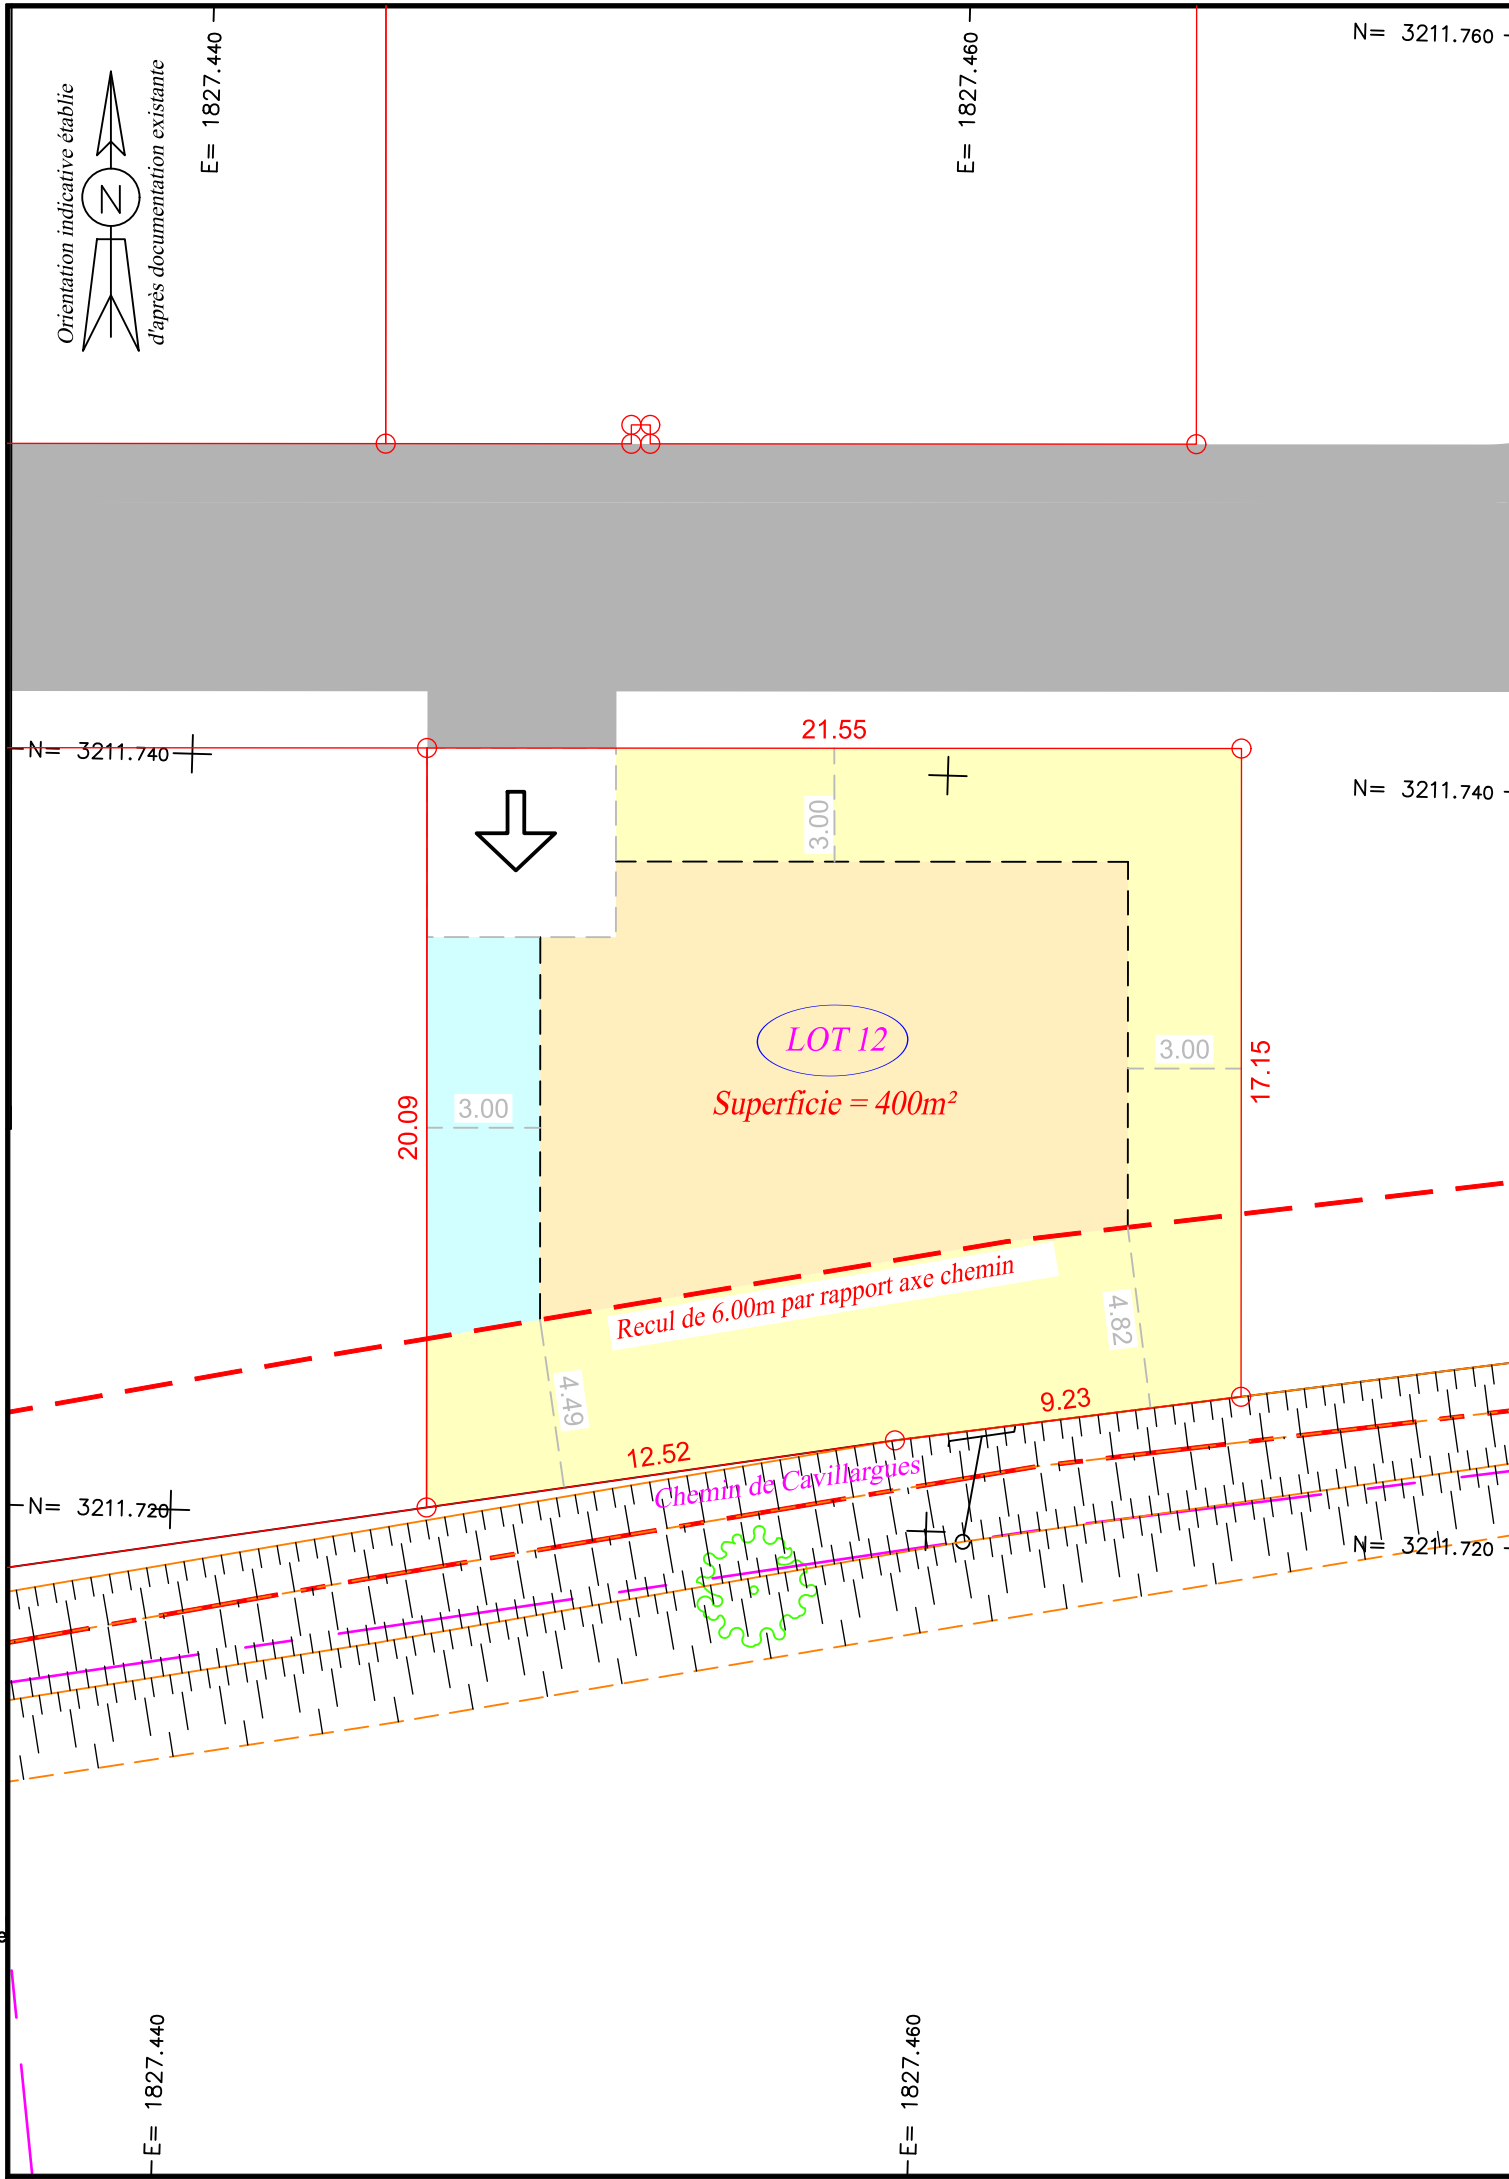 N= 3211.760
E= 1827.440
E= 1827.460
Orientation indicative établie
d'après documentation existante
N
21.55
N= 3211.740
N= 3211.740
3.00
LOT 12
Superficie = 400m²
3.00
17.15
20.09
3.00
Recul de 6.00m par rapport axe chemin
4.82
4.49
9.23
12.52
Chemin de Cavillargues
N= 3211.720
N= 3211.720
E= 1827.440
E= 1827.460